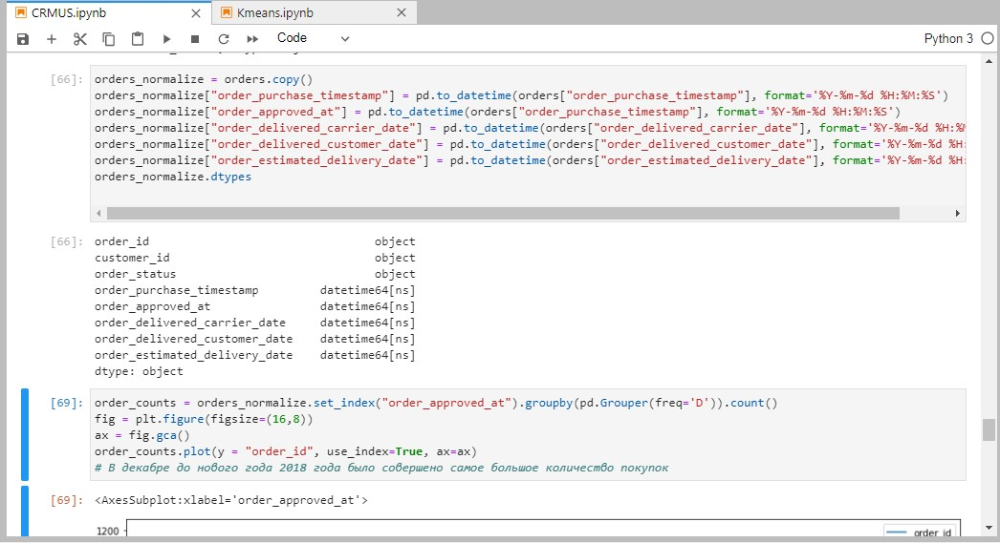 CRMUS.ipynb
Kmeans.ipynb
Code
Python 3
[66]: orders_normalize = orders.copy()
orders_normalize["order_purchase_timestamp"] = pd.to_datetime(orders["order_purchase_timestamp"], format='%Y-%m-%d %H:%M:%S')
orders_normalize["order_approved_at"] = pd.to_datetime(orders["order_purchase_timestamp"], format='%Y-%m-%d %H:%M:%S')
orders_normalize["order_delivered_carrier_date"] = pd.to_datetime(orders["order_delivered_carrier_date"], format='%Y-%m-%d %H:%M
orders_normalize["order_delivered_customer_date"] = pd.to_datetime(orders["order_delivered_customer_date"], format='%Y-%m-%d %H:
orders_normalize["order_estimated_delivery_date"] = pd.to_datetime(orders["order_estimated_delivery_date"], format='%Y-%m-%d %H:
orders_normalize.dtypes
[66]: order_id object
customer_id object
order_status object
order_purchase_timestamp datetime64[ns]
order_approved_at datetime64[ns]
order_delivered_carrier_date datetime64[ns]
order_delivered_customer_date datetime64[ns]
order_estimated_delivery_date datetime64[ns]
dtype: object
[69]: order_counts = orders_normalize.set_index("order_approved_at").groupby(pd.Grouper(freq='D')).count()
fig = plt.figure(figsize=(16,8))
ax = fig.gca()
order_counts.plot(y = "order_id", use_index=True, ax=ax)
# В декабре до нового года 2018 года было совершено самое большое количество покупок
[69]: <AxesSubplot:xlabel='order_approved_at'>
1200
order_id